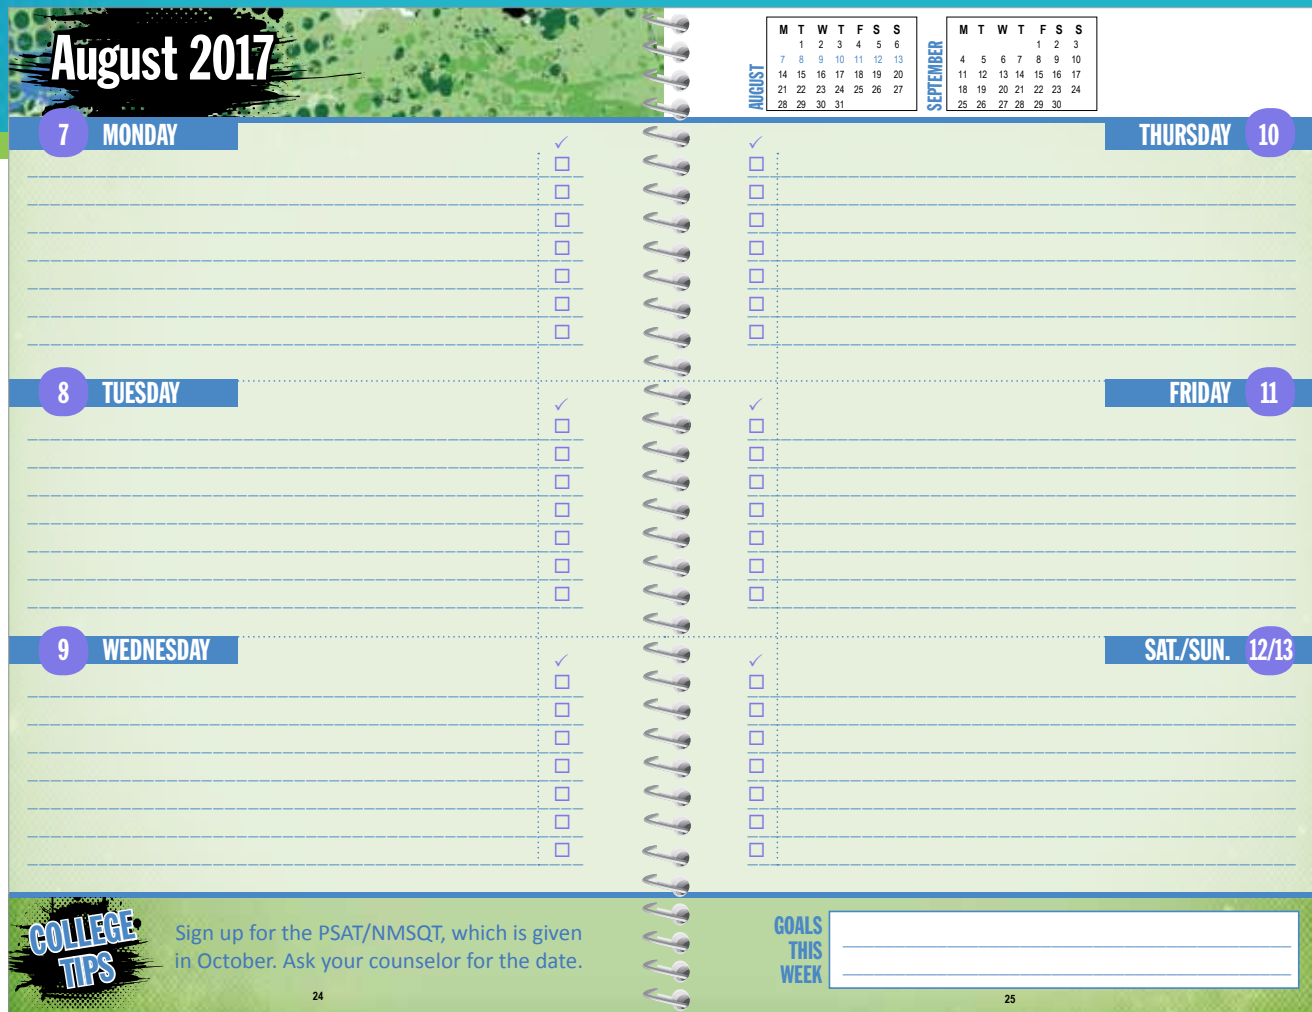 August 2017
AUGUST
M T W T F S S
1 2 3 4 5 6
7 8 9 10 11 12 13
14 15 16 17 18 19 20
21 22 23 24 25 26 27
28 29 30 31
SEPTEMBER
M T W T F S S
1 2 3
4 5 6 7 8 9 10
11 12 13 14 15 16 17
18 19 20 21 22 23 24
25 26 27 28 29 30
7 MONDAY
8 TUESDAY
9 WEDNESDAY
THURSDAY 10
FRIDAY 11
SAT./SUN. 12/13
COLLEGE
TIPS
Sign up for the PSAT/NMSQT, which is given
in October. Ask your counselor for the date.
24
GOALS
THIS
WEEK
25